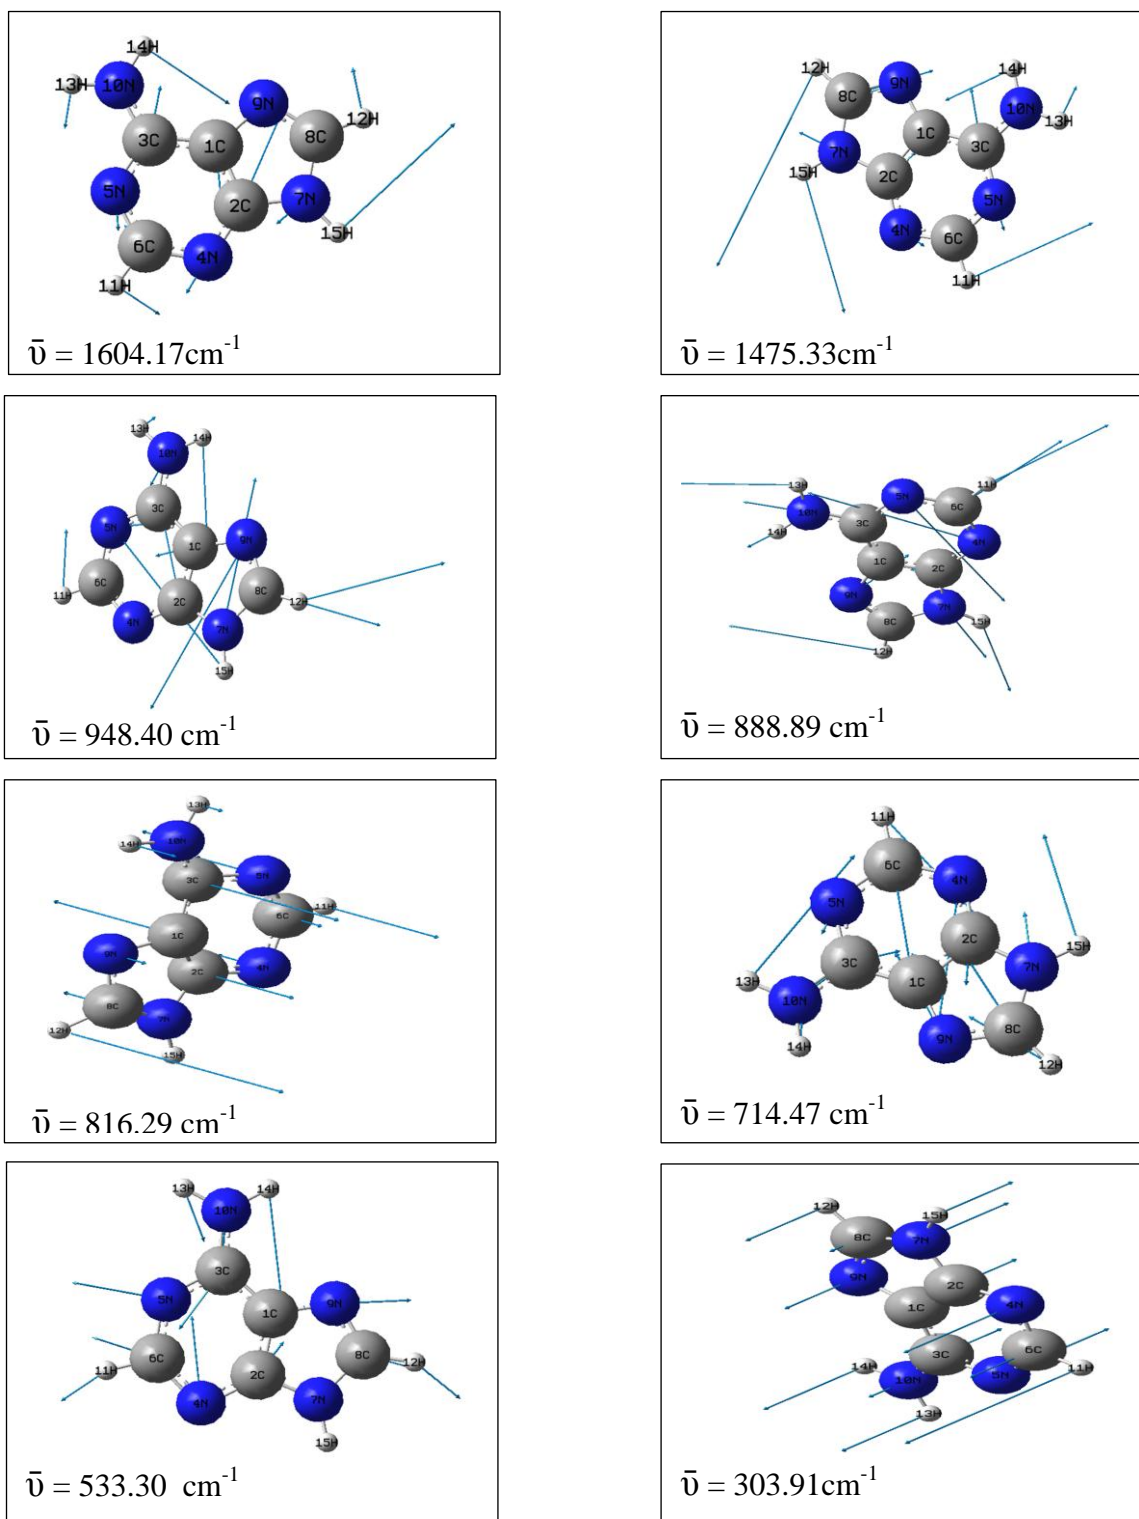 14H
13H 10N 9N
12H
3C 1C 8C
5N 2C 7N
15H
6C 4N
11H
ῡ = 1604.17cm-1
12H 9N 14H
8C 10N
13H
1C 3C
7N
15H 2C 5N
4N 6C
11H
ῡ = 1475.33cm-1
13H 14H
10N
3C
5N 1C 9N
6C 8C
11H 2C 12H
4N 7N
15H
ῡ = 948.40 cm-1
13H 5N 11H
10N 3C 6C
14H 4N
1C 2C
9N 7N
8C 15H
12H
ῡ = 888.89 cm-1
13H
14H 10N
3C 5N
6C 11H
1C
9N 2C 4N
8C 7N
12H 15H
ῡ = 816.29 cm-1
11H
6C 4N
5N
2C 15H
3C 7N
13H 1C
10N 8C
14H 9N 12H
ῡ = 714.47 cm-1
13H 14H
10N
3C
5N 1C 9N
6C 8C
11H 2C 12H
4N 7N
15H
ῡ = 533.30 cm-1
12H 15H
8C 7N
9N 2C
1C 4N
3C 6C
14H 10N 5N 11H
13H
ῡ = 303.91cm-1